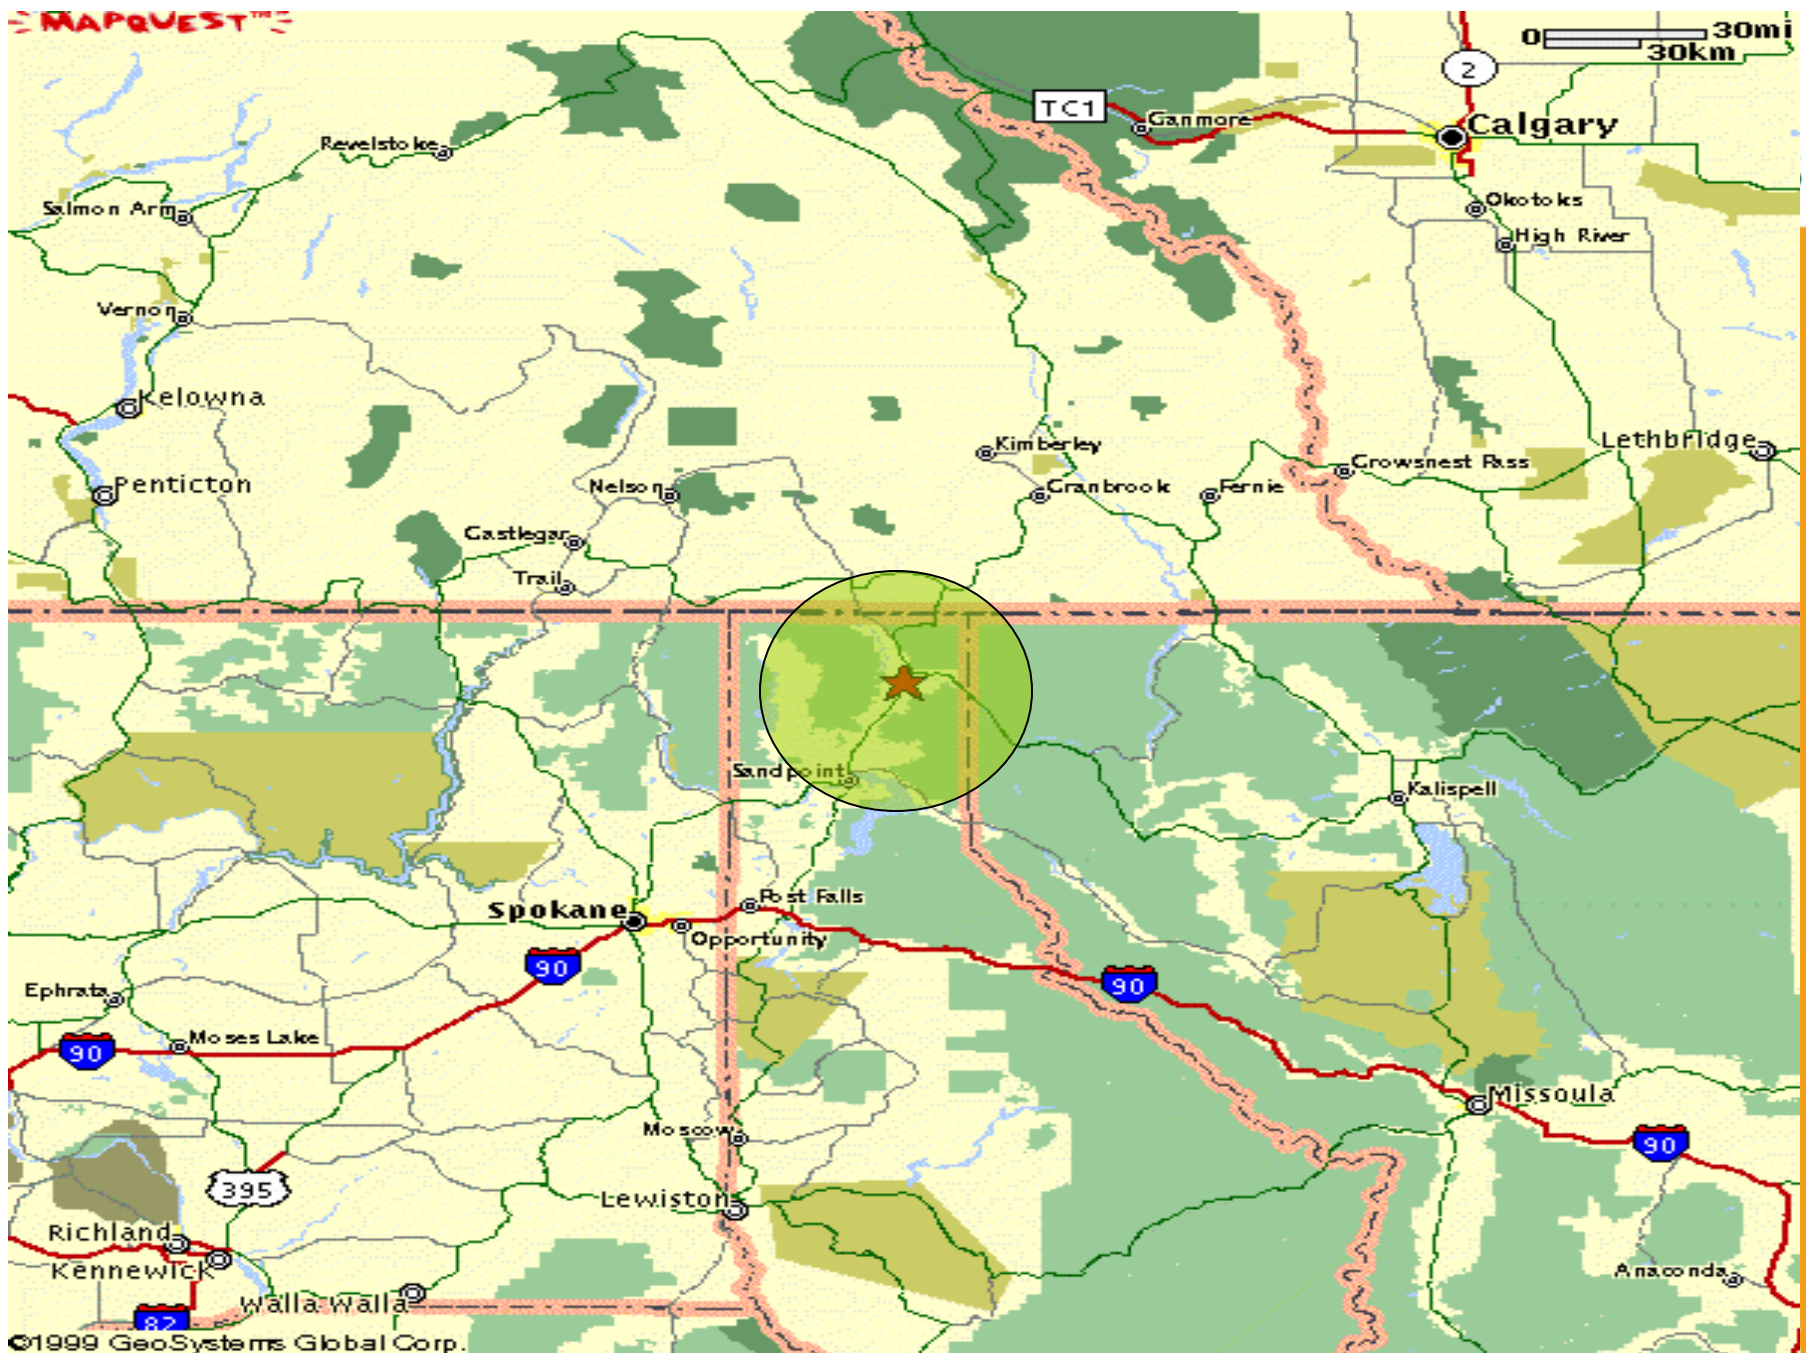 MAPQUEST™
0 30mi
30km
2
TC1
Canmore
Calgary
Revelstoke
Okotoks
Salmon Arm
High River
Vernon
Kelowna
Kimberley
Lethbridge
Crowsnest Pass
Penticton
Nelson
Cranbrook
Fernie
Castlegar
Trail
Sandpoint
Kalispell
Post Falls
Spokane
Opportunity
90
90
Ephrata
Moses Lake
90
Missoula
Moscow
90
395
Lewiston
Richland
Kennewick
Anaconda
Walla Walla
82
©1999 GeoSystems Global Corp.